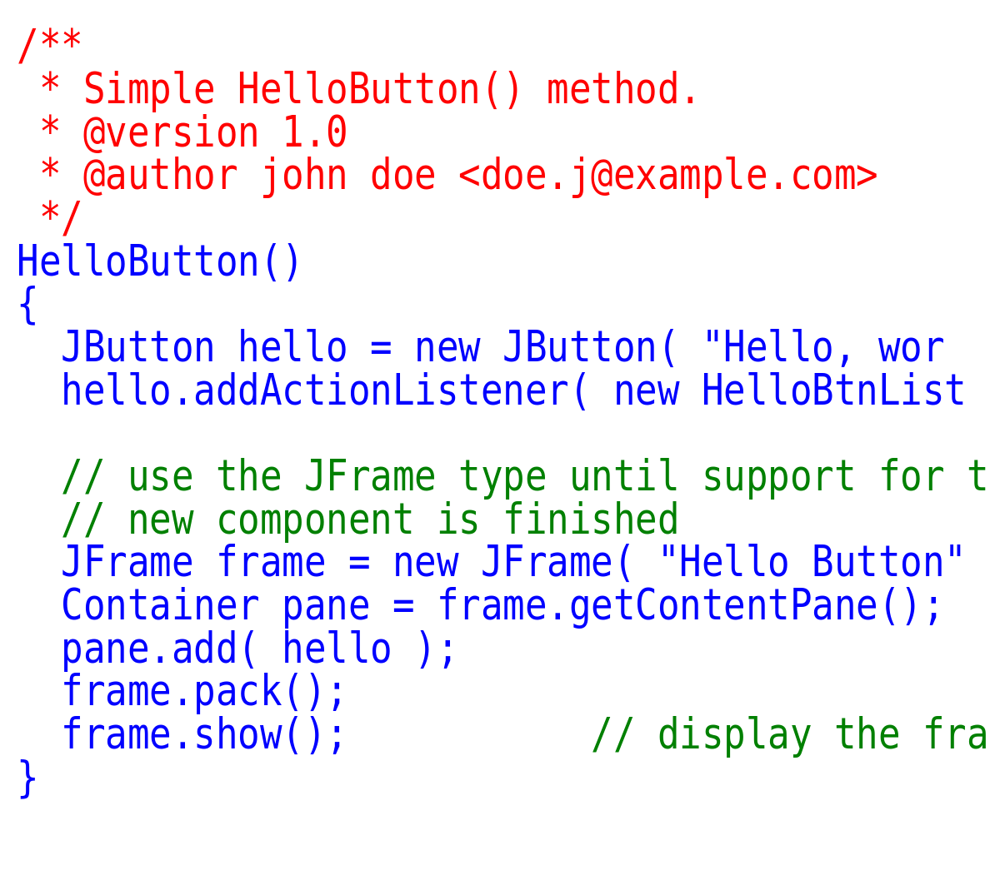 /**
 * Simple HelloButton() method.
 * @version 1.0
 * @author john doe <doe.j@example.com>
 */
HelloButton()
{
  JButton hello = new JButton( "Hello, wor
  hello.addActionListener( new HelloBtnList

  // use the JFrame type until support for t
  // new component is finished
  JFrame frame = new JFrame( "Hello Button"
  Container pane = frame.getContentPane();
  pane.add( hello );
  frame.pack();
  frame.show();           // display the fra
}